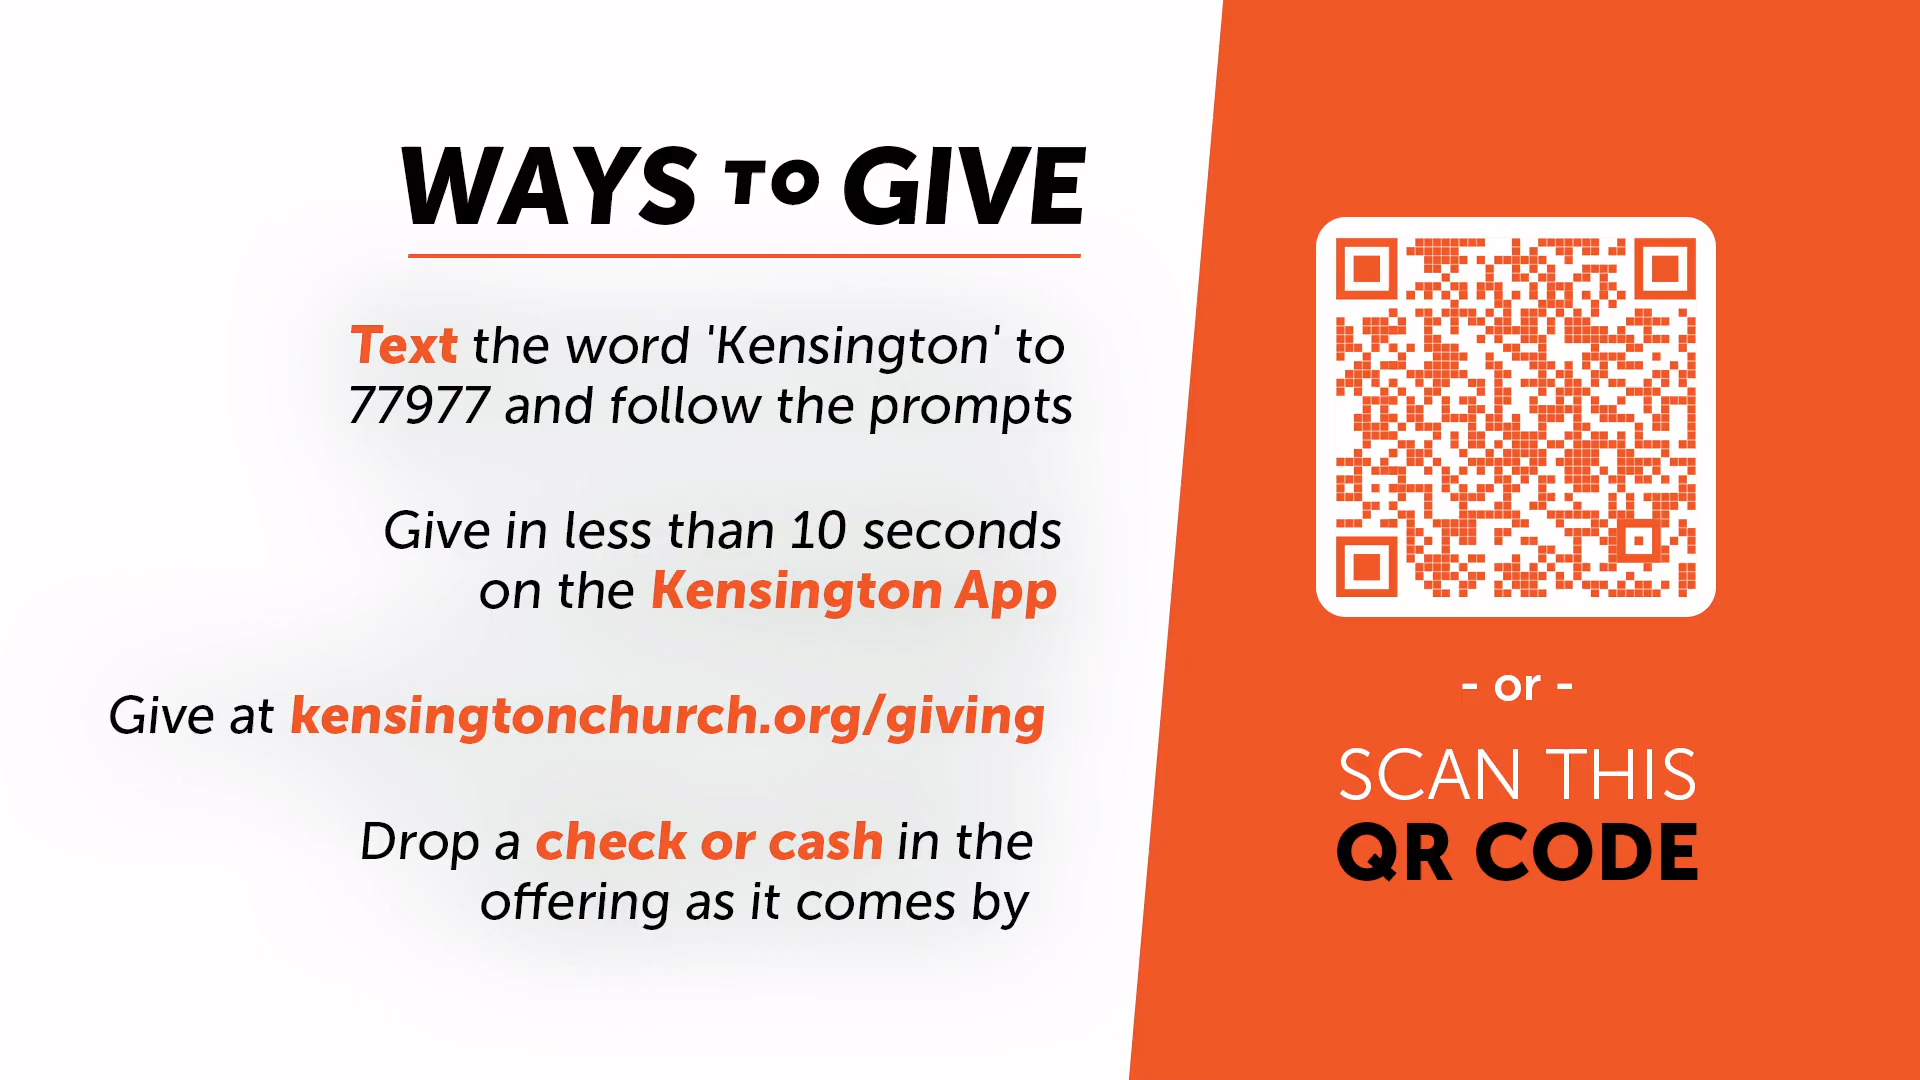 WAYS TO GIVE
Text the word 'Kensington' to
77977 and follow the prompts
Give in less than 10 seconds
on the Kensington App
Give at kensingtonchurch.org/giving
Drop a check or cash in the
offering as it comes by
- or -
SCAN THIS
QR CODE